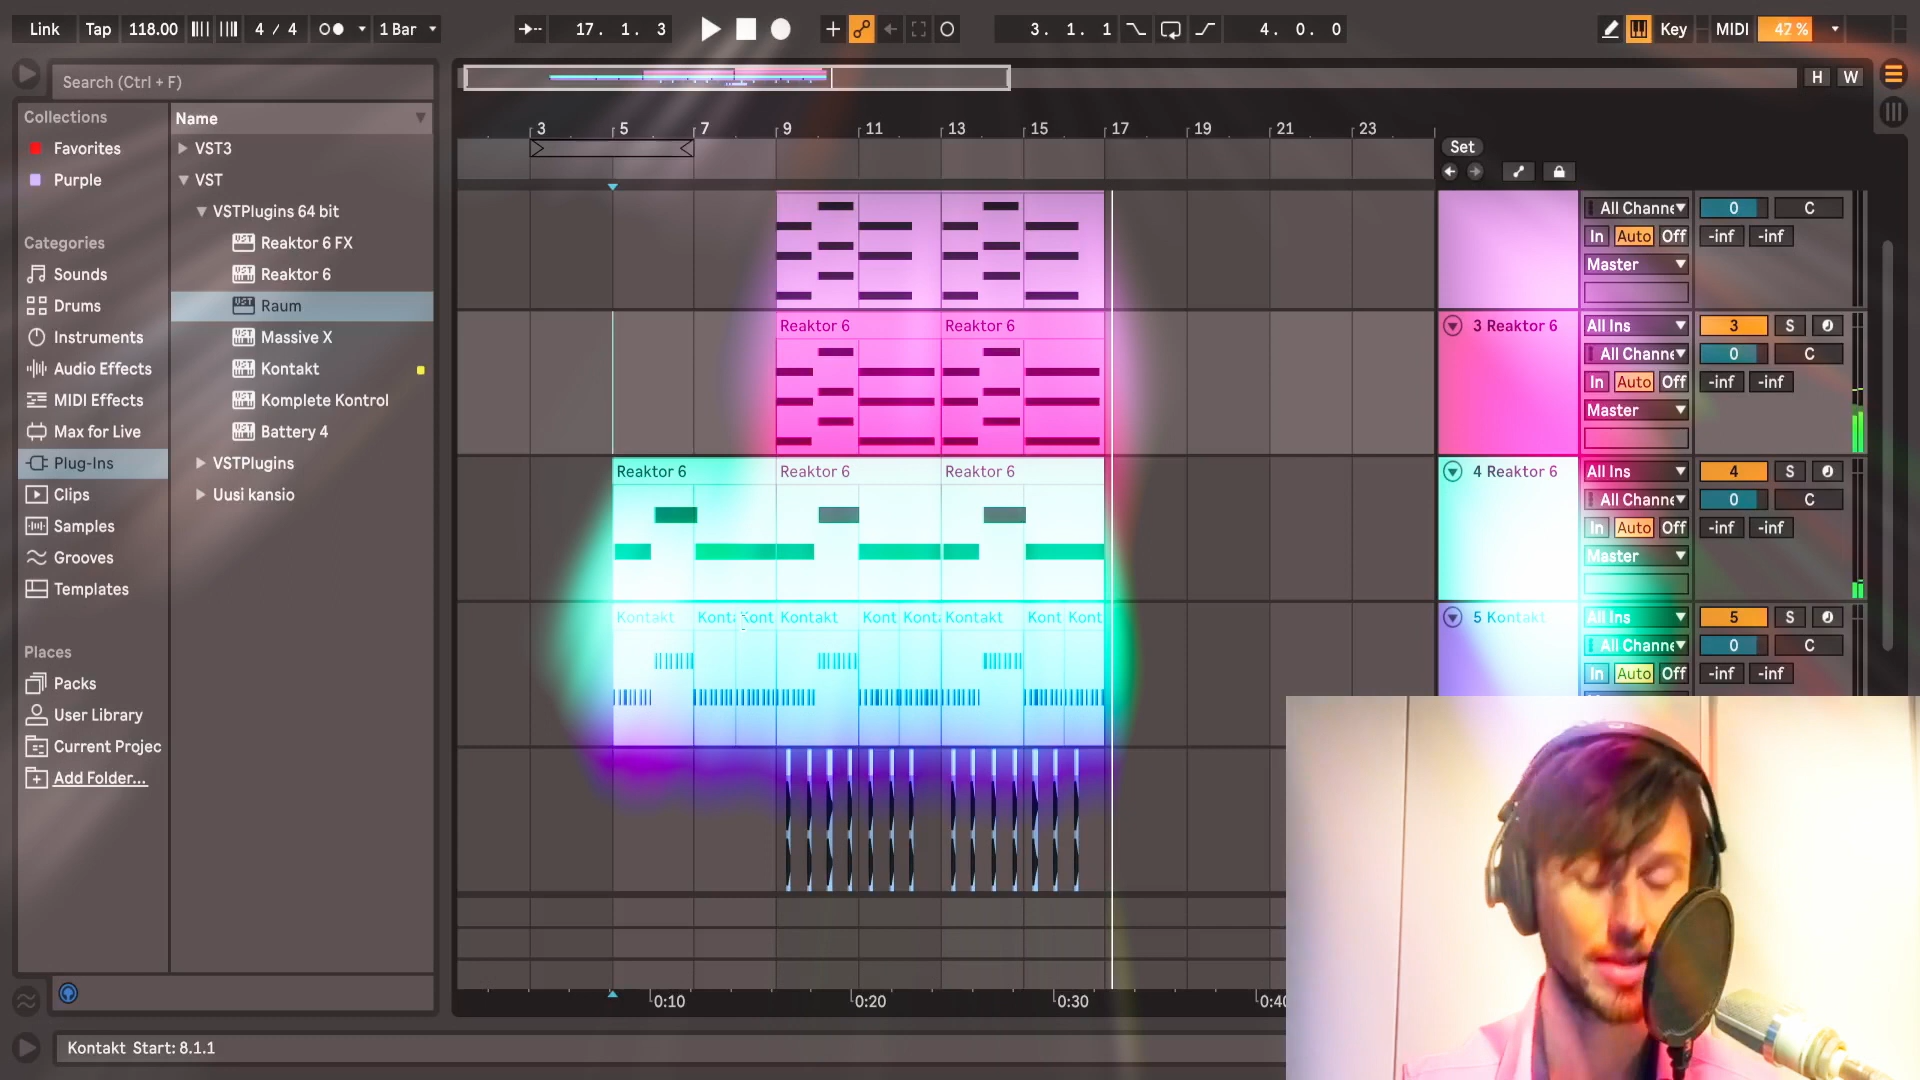 Link Tap 118.00 4 / 4 1 Bar 17. 1. 3 3. 1. 1 4. 0. 0 Key MIDI 42 %
Search (Ctrl + F)
H W
Collections
Favorites
Purple
Categories
Sounds
Drums
Instruments
Audio Effects
MIDI Effects
Max for Live
Plug-Ins
Clips
Samples
Grooves
Templates
Places
Packs
User Library
Current Projec
Add Folder...
Name
VST3
VST
VSTPlugins 64 bit
Reaktor 6 FX
Reaktor 6
Raum
Massive X
Kontakt
Komplete Kontrol
Battery 4
VSTPlugins
Uusi kansio
3 5 7 9 11 13 15 17 19 21 23
Set
All Channe 0 C
In Auto Off -inf -inf
Master
Reaktor 6 Reaktor 6 3 Reaktor 6 All Ins 3 S
All Channe 0 C
In Auto Off -inf -inf
Master
Reaktor 6 Reaktor 6 Reaktor 6 4 Reaktor 6 All Ins 4 S
All Channe 0 C
In Auto Off -inf -inf
Master
Kontakt Konta Kont Kontakt Kont Konta Kontakt Kont Kont 5 Kontakt All Ins 5 S
All Channe 0 C
In Auto Off -inf -inf
0:10 0:20 0:30 0:40
Kontakt Start: 8.1.1